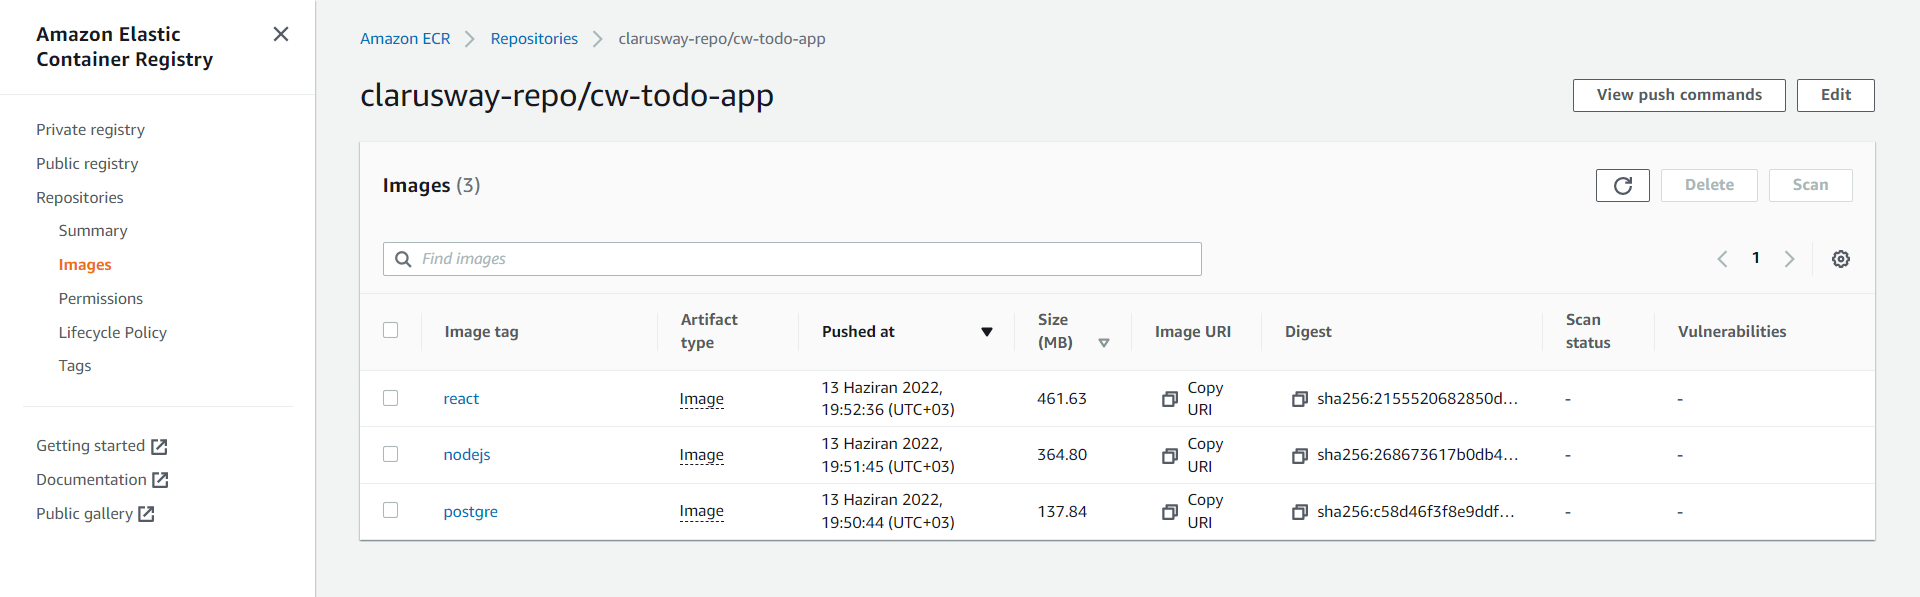 Amazon Elastic
Container Registry
Private registry
Public registry
Repositories
Summary
Images
Permissions
Lifecycle Policy
Tags
Getting started
Documentation
Public gallery
Amazon ECR > Repositories > clarusway-repo/cw-todo-app
clarusway-repo/cw-todo-app
View push commands Edit
Images (3)
Delete Scan
Find images
1
Image tag Artifact type Pushed at Size (MB) Image URI Digest Scan status Vulnerabilities
react Image 13 Haziran 2022, 19:52:36 (UTC+03) 461.63 Copy URI sha256:2155520682850d... - -
nodejs Image 13 Haziran 2022, 19:51:45 (UTC+03) 364.80 Copy URI sha256:268673617b0db4... - -
postgre Image 13 Haziran 2022, 19:50:44 (UTC+03) 137.84 Copy URI sha256:c58d46f3f8e9ddf... - -